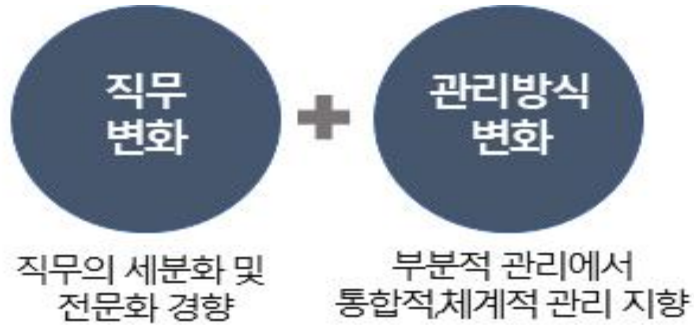 직무
변화
관리방식
변화
직무의 세분화 및
전문화 경향
부분적 관리에서
통합적,체계적 관리 지향